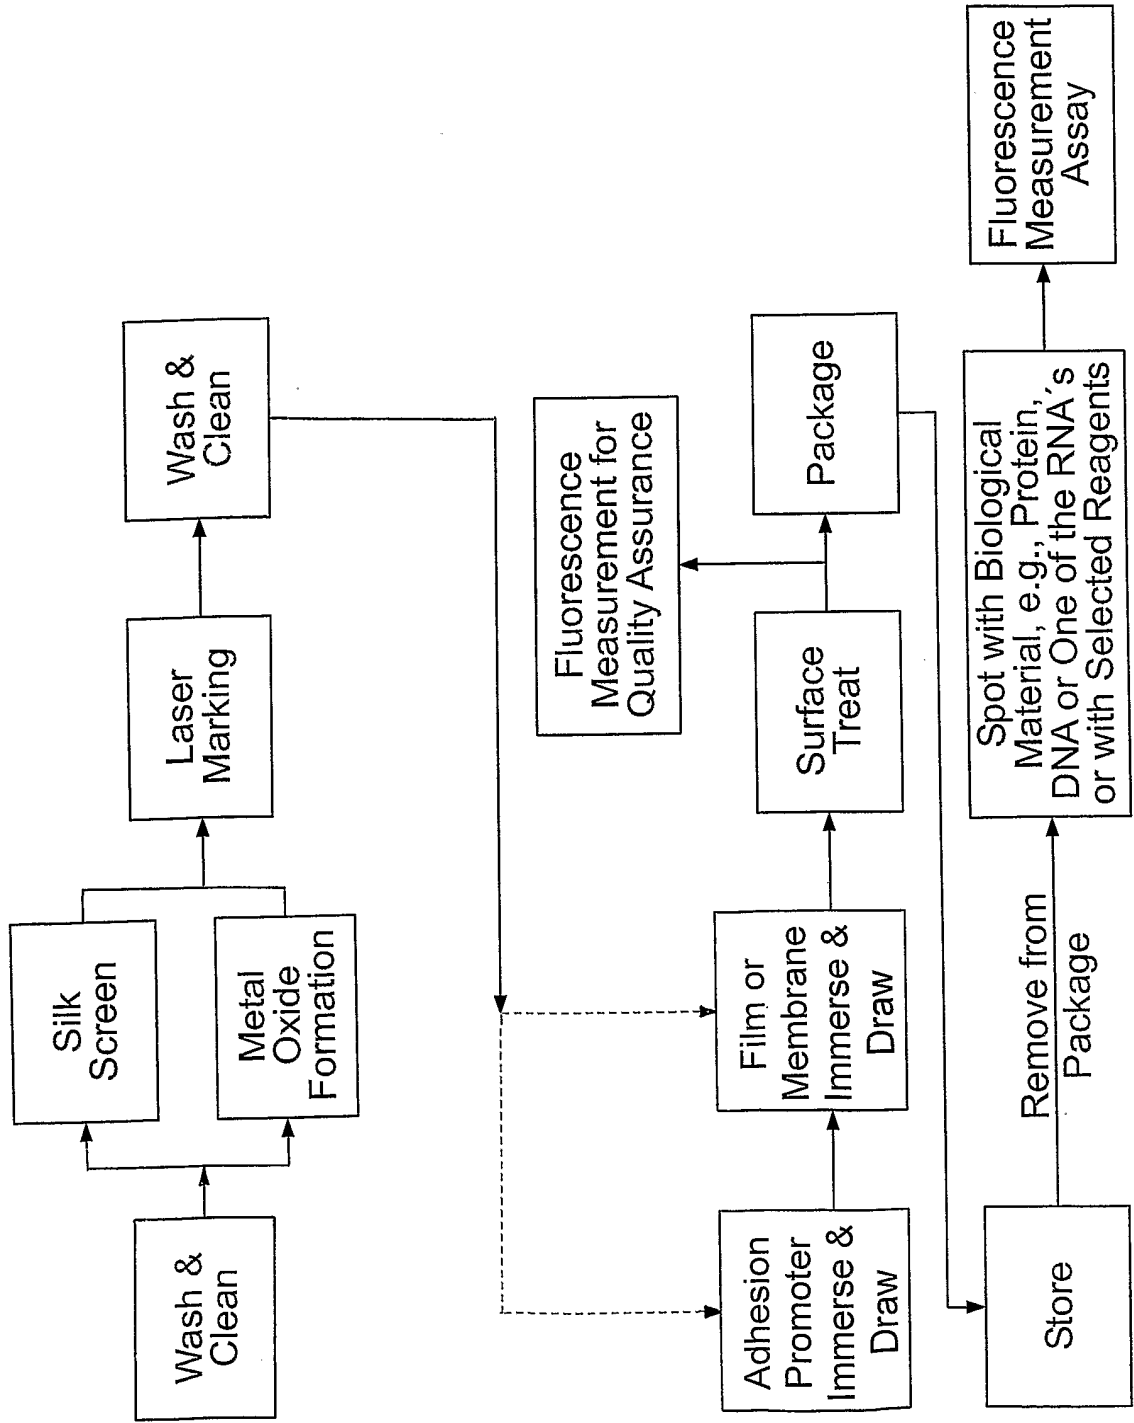 Wash &
Clean
Silk
Screen
Metal
Oxide
Formation
Laser
Marking
Wash &
Clean
Adhesion
Promoter
Immerse &
Draw
Film or
Membrane
Immerse &
Draw
Surface
Treat
Fluorescence
Measurement for
Quality Assurance
Package
Store
Remove from
Package
Spot with Biological
Material, e.g., Protein,
DNA or One of the RNA´s
or with Selected Reagents
Fluorescence
Measurement
Assay